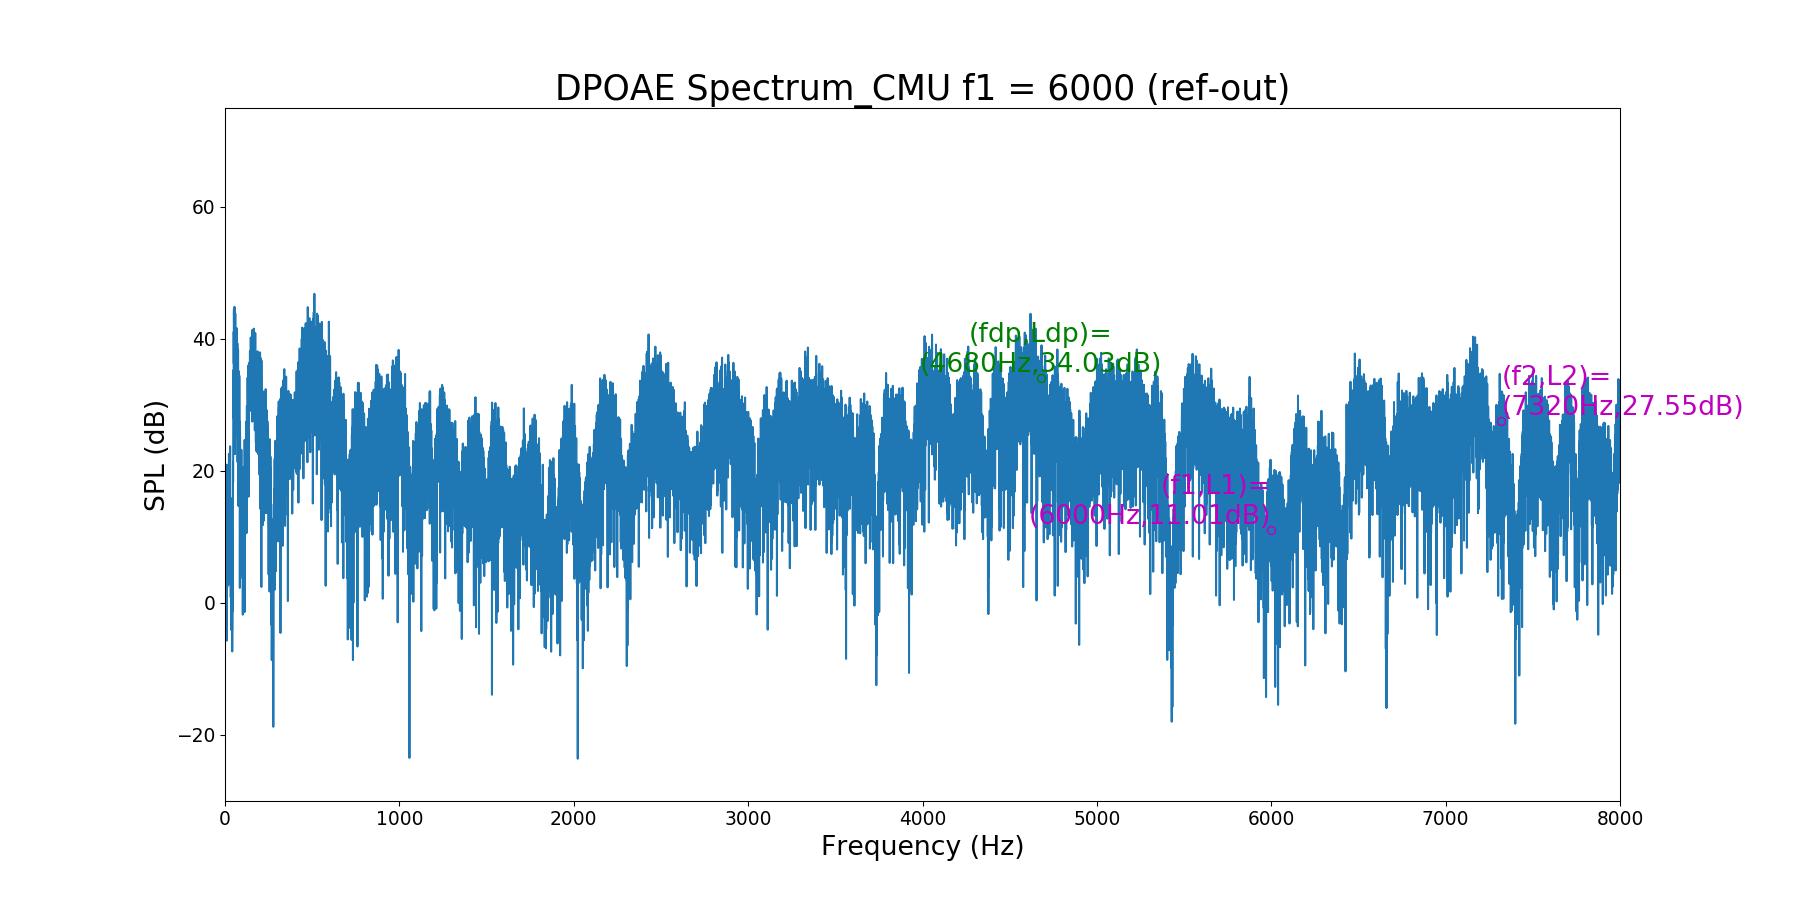 DPOAE Spectrum_CMU f1 = 6000 (ref-out)
SPL (dB)
60
40
20
0
−20
(fdp,Ldp)=
(4680Hz,34.03dB)
(f2,L2)=
(7320Hz,27.55dB)
(f1,L1)=
(6000Hz,11.01dB)
0 1000 2000 3000 4000 5000 6000 7000 8000
Frequency (Hz)